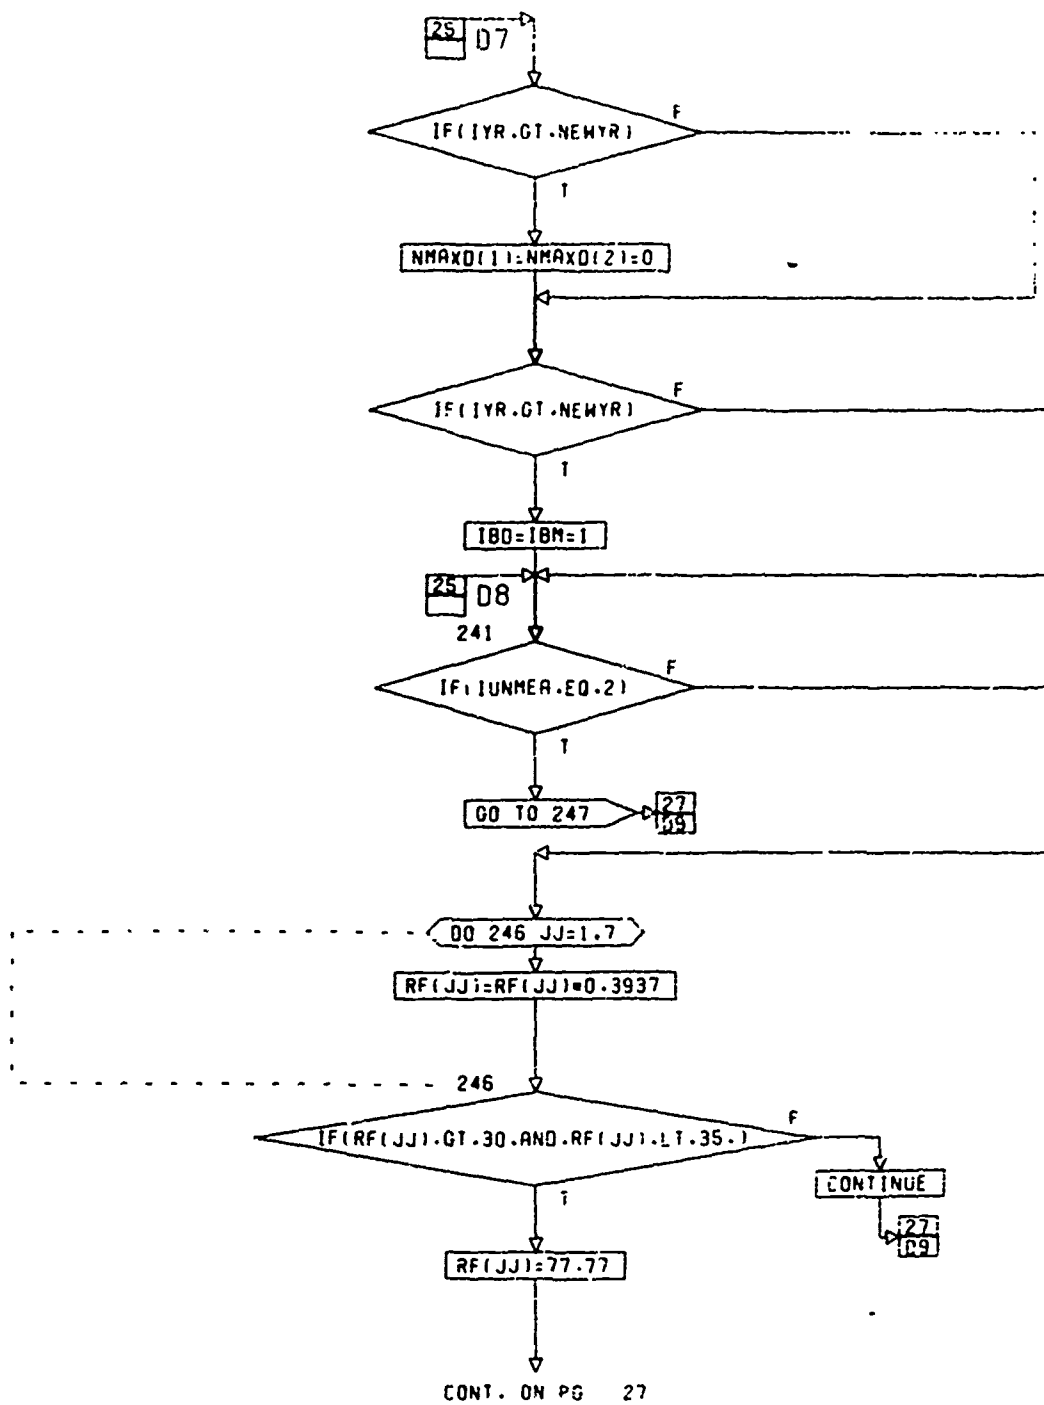 25 D7
IF(IYR.GT.NEWYR)
F
T
NMAXD(1)=NMAXD(2)=0
IF(IYR.GT.NEWYR)
F
T
IBD=IBM=1
25 D8
241
IF(IUNMEA.EQ.2)
F
T
GO TO 247
27
D9
DO 246 JJ=1.7
RF(JJ)=RF(JJ)*0.3937
246
IF(RF(JJ).GT.30.AND.RF(JJ).LT.35.)
F
T
CONTINUE
27
D9
RF(JJ)=77.77
CONT. ON PG 27